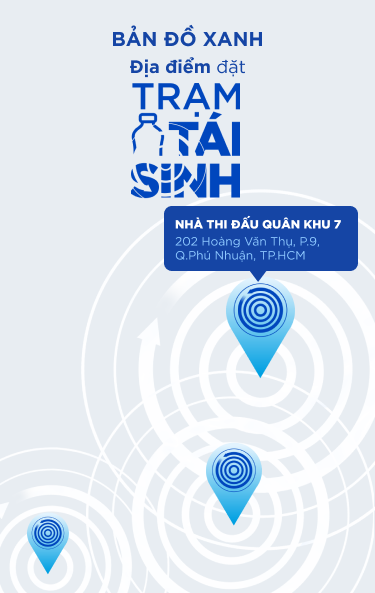 BẢN ĐỒ XANH
Địa điểm đặt
TRẠM
TÁI
SINH
NHÀ THI ĐẤU QUÂN KHU 7
202 Hoàng Văn Thụ, P.9,
Q.Phú Nhuận, TP.HCM